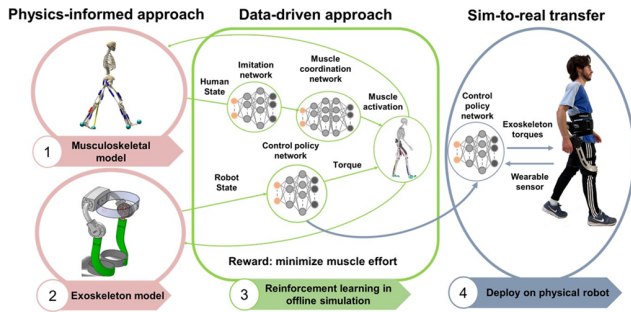 Physics-informed approach
Data-driven approach
Sim-to-real transfer
Human
State
Imitation
network
Muscle
coordination
network
Muscle
activation
1
Musculoskeletal
model
Robot
State
Control policy
network
Torque
Control
policy
network
Exoskeleton
torques
Wearable
sensor
Reward: minimize muscle effort
2
Exoskeleton model
3
Reinforcement learning in
offline simulation
4
Deploy on physical robot